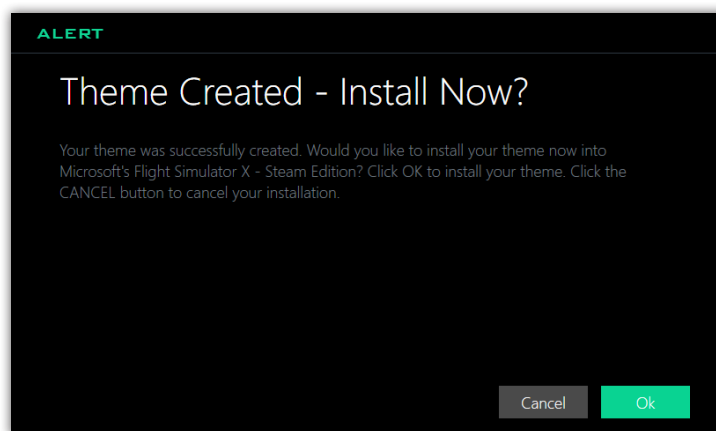 ALERT
Theme Created - Install Now?
Your theme was successfully created. Would you like to install your theme now into
Microsoft's Flight Simulator X - Steam Edition? Click OK to install your theme. Click the
CANCEL button to cancel your installation.
Cancel Ok